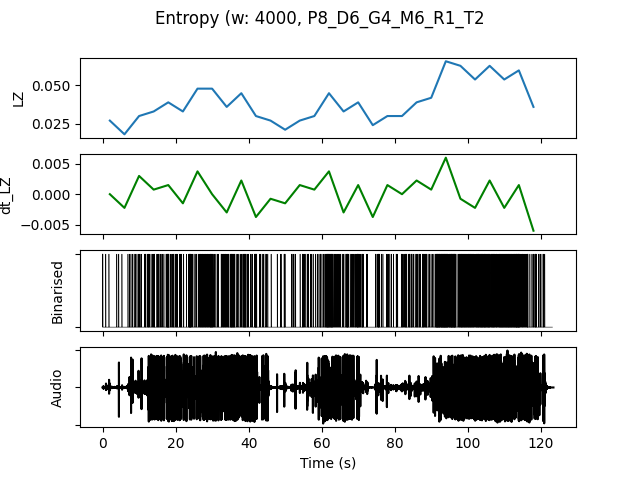 Entropy (w: 4000, P8_D6_G4_M6_R1_T2
LZ
0.050
0.025
dt_LZ
0.005
0.000
−0.005
Binarised
Audio
0 20 40 60 80 100 120
Time (s)